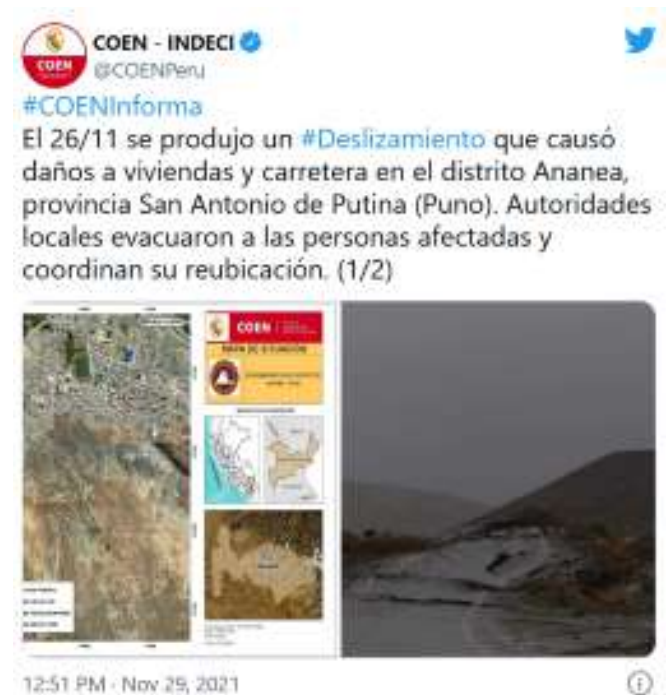 COEN - INDECI
COEN
@COENPeru
#COENInforma
El 26/11 se produjo un #Deslizamiento que causó
daños a viviendas y carretera en el distrito Ananea,
provincia San Antonio de Putina (Puno). Autoridades
locales evacuaron a las personas afectadas y
coordinan su reubicación. (1/2)
COEN
12:51 PM · Nov 29, 2021